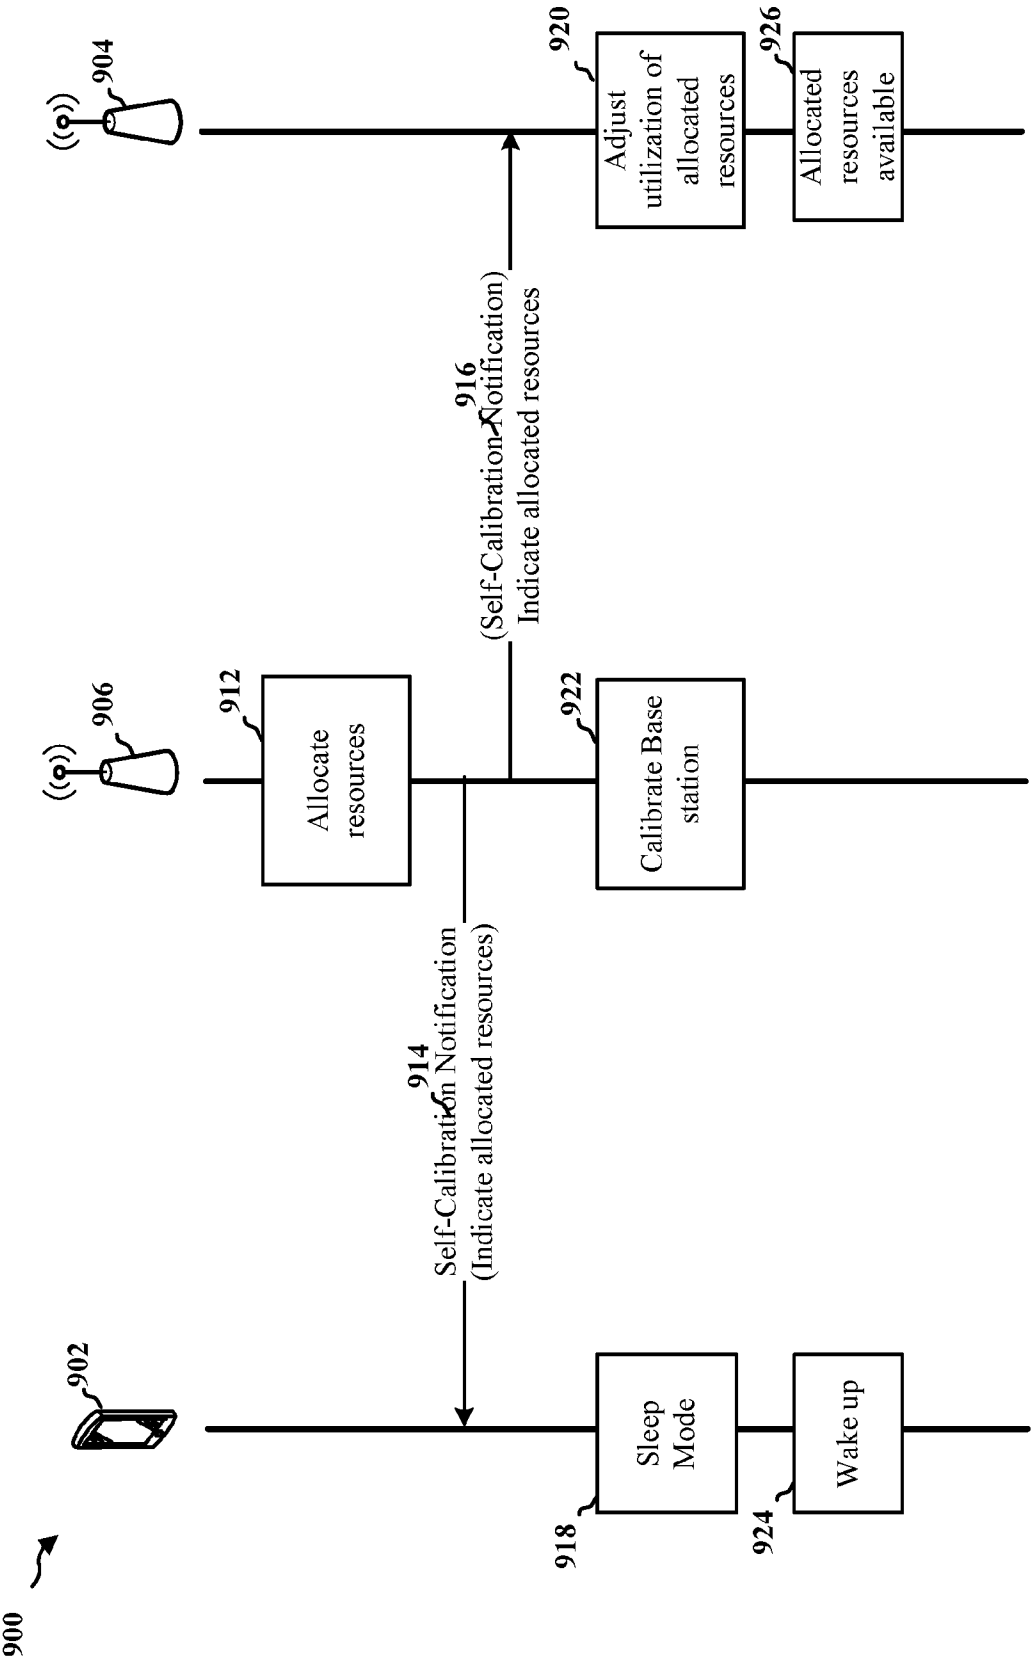 900
902
906
904
912
Allocate
resources
914
Self-Calibration Notification
(Indicate allocated resources)
916
(Self-Calibration Notification)
Indicate allocated resources
918
Sleep
Mode
922
Calibrate Base
station
920
Adjust
utilization of
allocated
resources
924
Wake up
926
Allocated
resources
available